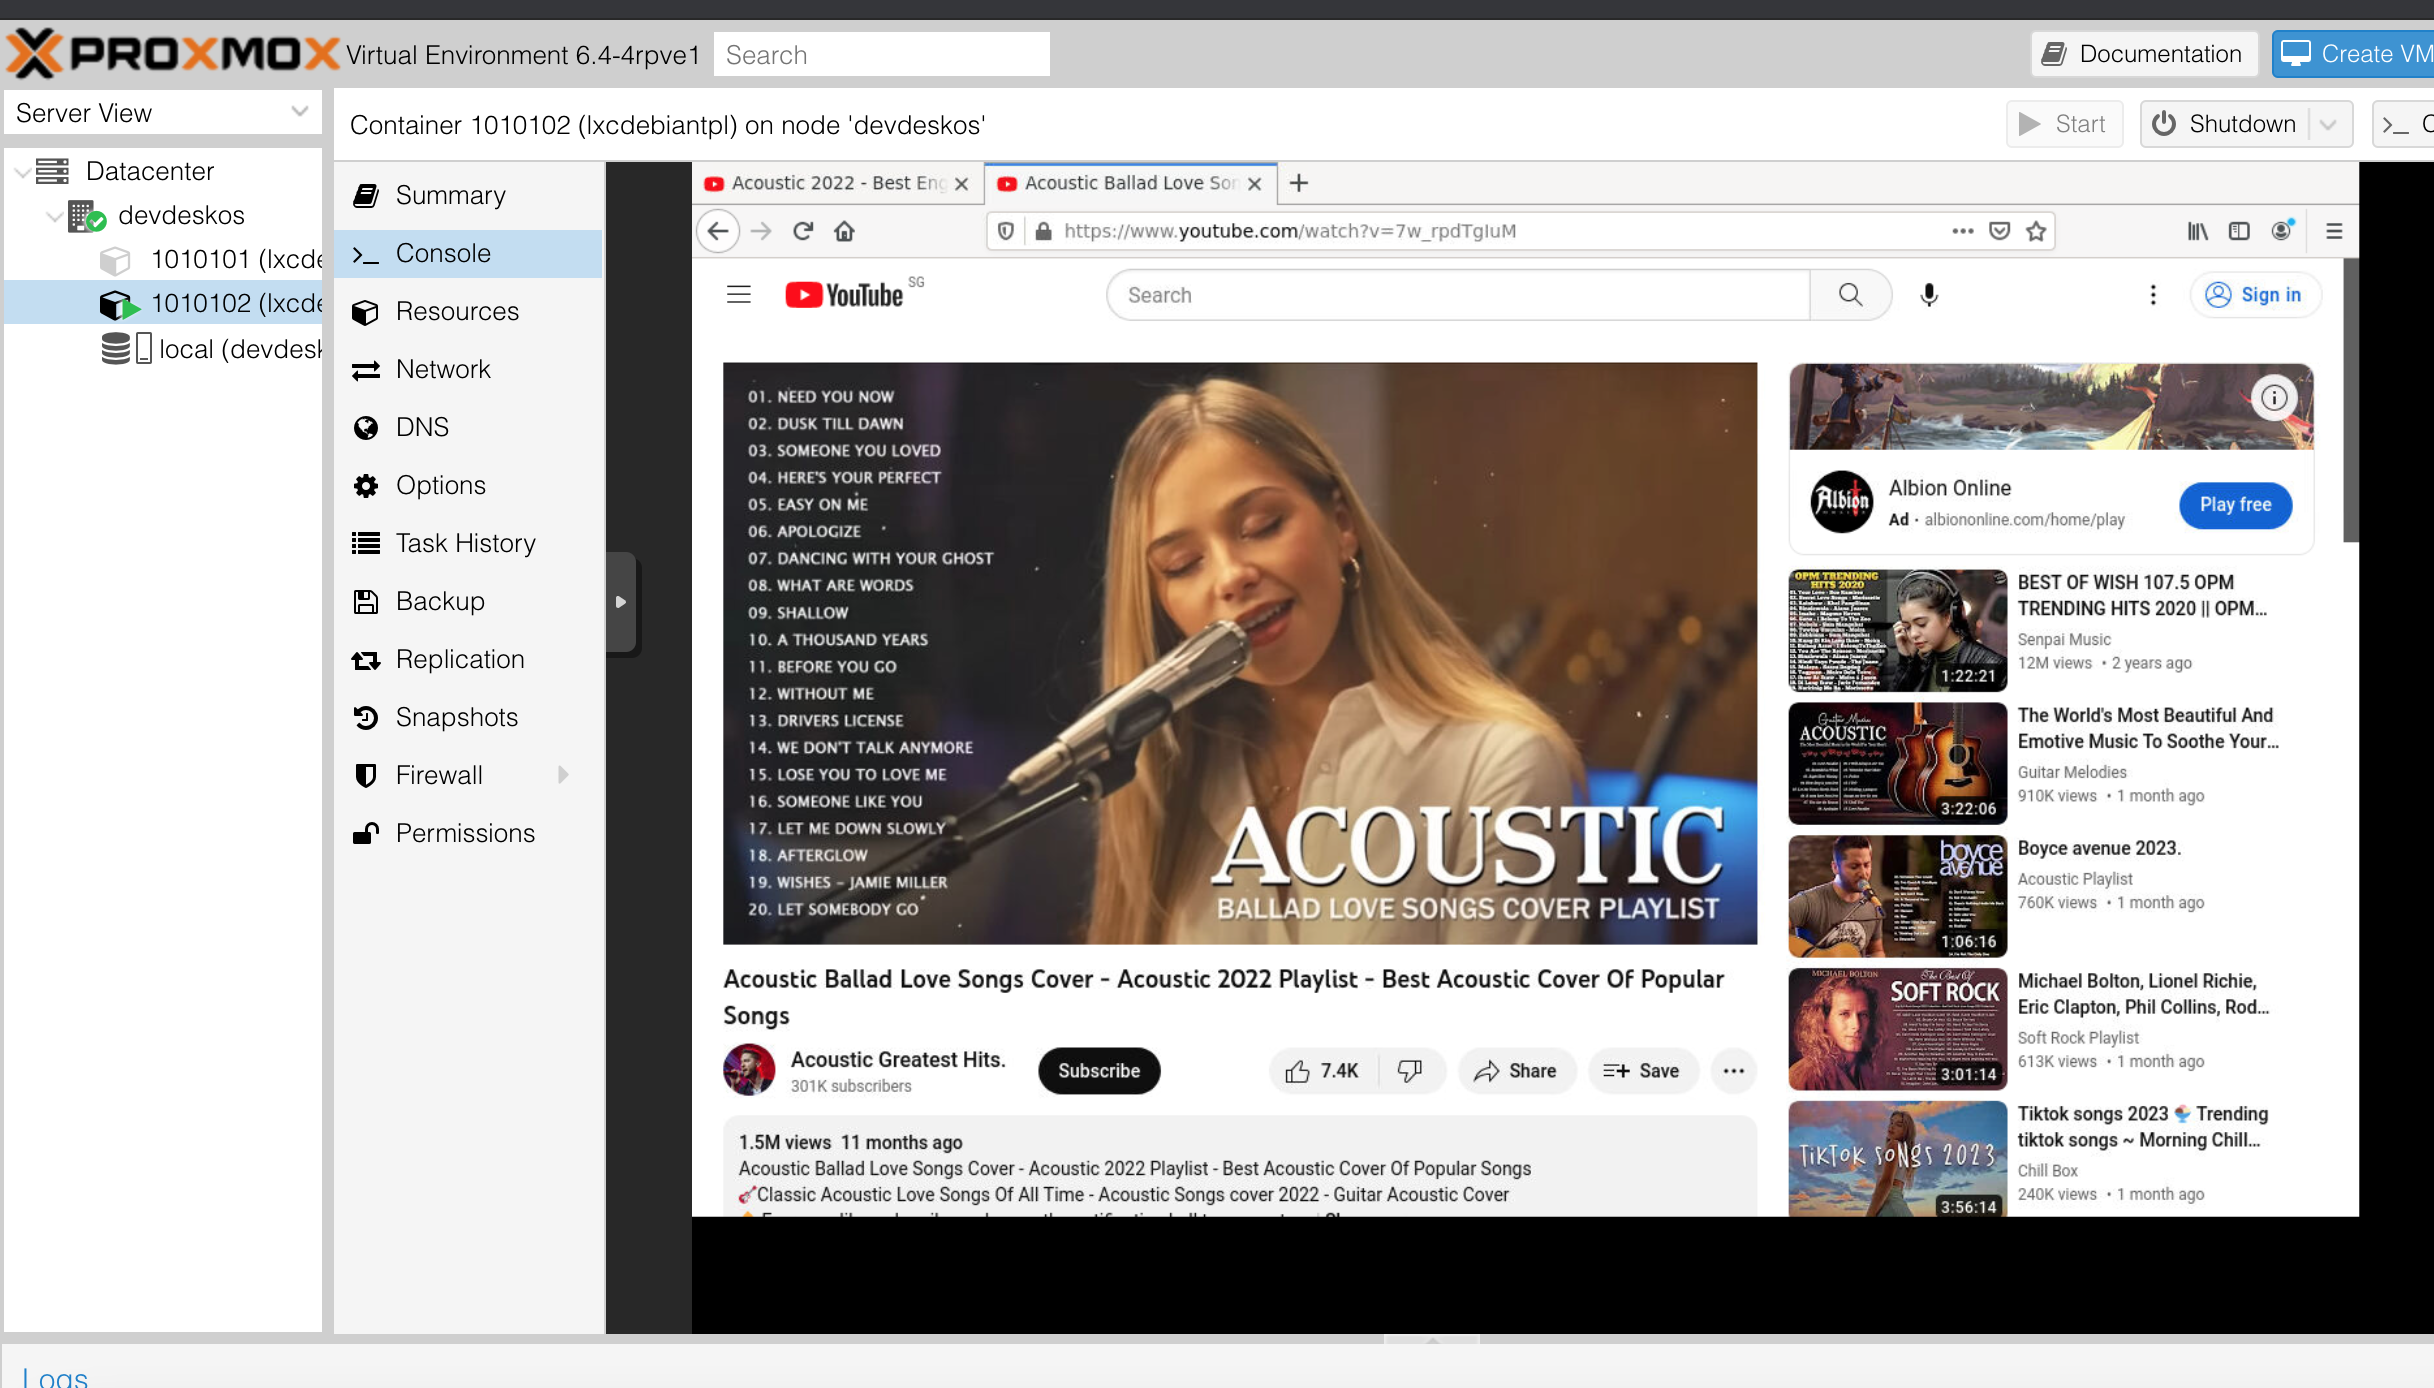 PROXMOX Virtual Environment 6.4-4rpve1 Search
Documentation
Create VM
Server View
Container 1010102 (lxcdebiantpl) on node 'devdeskos'
Start
Shutdown
Datacenter
devdeskos
1010101 (lxcde
1010102 (lxcde
local (devdesk
Summary
Console
Resources
Network
DNS
Options
Task History
Backup
Replication
Snapshots
Firewall
Permissions
Acoustic 2022 - Best Eng
Acoustic Ballad Love Son
https://www.youtube.com/watch?v=7w_rpdTgIuM
YouTube SG
Search
Sign in
01. NEED YOU NOW
02. DUSK TILL DAWN
03. SOMEONE YOU LOVED
04. HERE'S YOUR PERFECT
05. EASY ON ME
06. APOLOGIZE
07. DANCING WITH YOUR GHOST
08. WHAT ARE WORDS
09. SHALLOW
10. A THOUSAND YEARS
11. BEFORE YOU GO
12. WITHOUT ME
13. DRIVERS LICENSE
14. WE DON'T TALK ANYMORE
15. LOSE YOU TO LOVE ME
16. SOMEONE LIKE YOU
17. LET ME DOWN SLOWLY
18. AFTERGLOW
19. WISHES – JAMIE MILLER
20. LET SOMEBODY GO
ACOUSTIC
BALLAD LOVE SONGS COVER PLAYLIST
Acoustic Ballad Love Songs Cover - Acoustic 2022 Playlist - Best Acoustic Cover Of Popular
Songs
Acoustic Greatest Hits.
301K subscribers
Subscribe
7.4K
Share
Save
1.5M views 11 months ago
Acoustic Ballad Love Songs Cover - Acoustic 2022 Playlist - Best Acoustic Cover Of Popular Songs
Classic Acoustic Love Songs Of All Time - Acoustic Songs cover 2022 - Guitar Acoustic Cover
Albion
Albion Online
Ad · albiononline.com/home/play
Play free
OPM TRENDING
HITS 2020
1:22:21
BEST OF WISH 107.5 OPM
TRENDING HITS 2020 || OPM...
Senpai Music
12M views • 2 years ago
Guitar Music
ACOUSTIC
3:22:06
The World's Most Beautiful And
Emotive Music To Soothe Your...
Guitar Melodies
910K views • 1 month ago
boyce
avenue
1:06:16
Boyce avenue 2023.
Acoustic Playlist
760K views • 1 month ago
MICHAEL BOLTON
The Best Of
SOFT ROCK
3:01:14
Michael Bolton, Lionel Richie,
Eric Clapton, Phil Collins, Rod...
Soft Rock Playlist
613K views • 1 month ago
TIKTOK SONGS 2023
3:56:14
Tiktok songs 2023 🍧 Trending
tiktok songs ~ Morning Chill...
Chill Box
240K views • 1 month ago
Logs